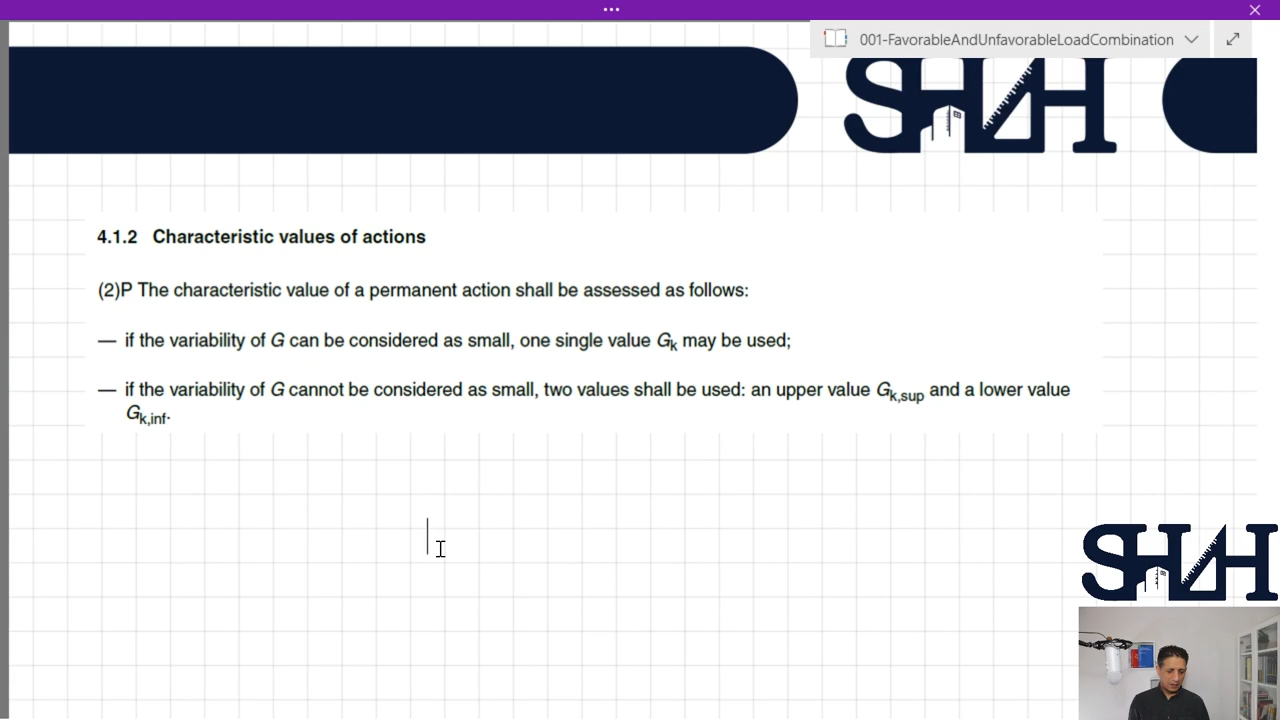 001-FavorableAndUnfavorableLoadCombination
SHZH
4.1.2 Characteristic values of actions
(2)P The characteristic value of a permanent action shall be assessed as follows:
— if the variability of G can be considered as small, one single value Gk may be used;
— if the variability of G cannot be considered as small, two values shall be used: an upper value Gk,sup and a lower value
Gk,inf.
SHZH